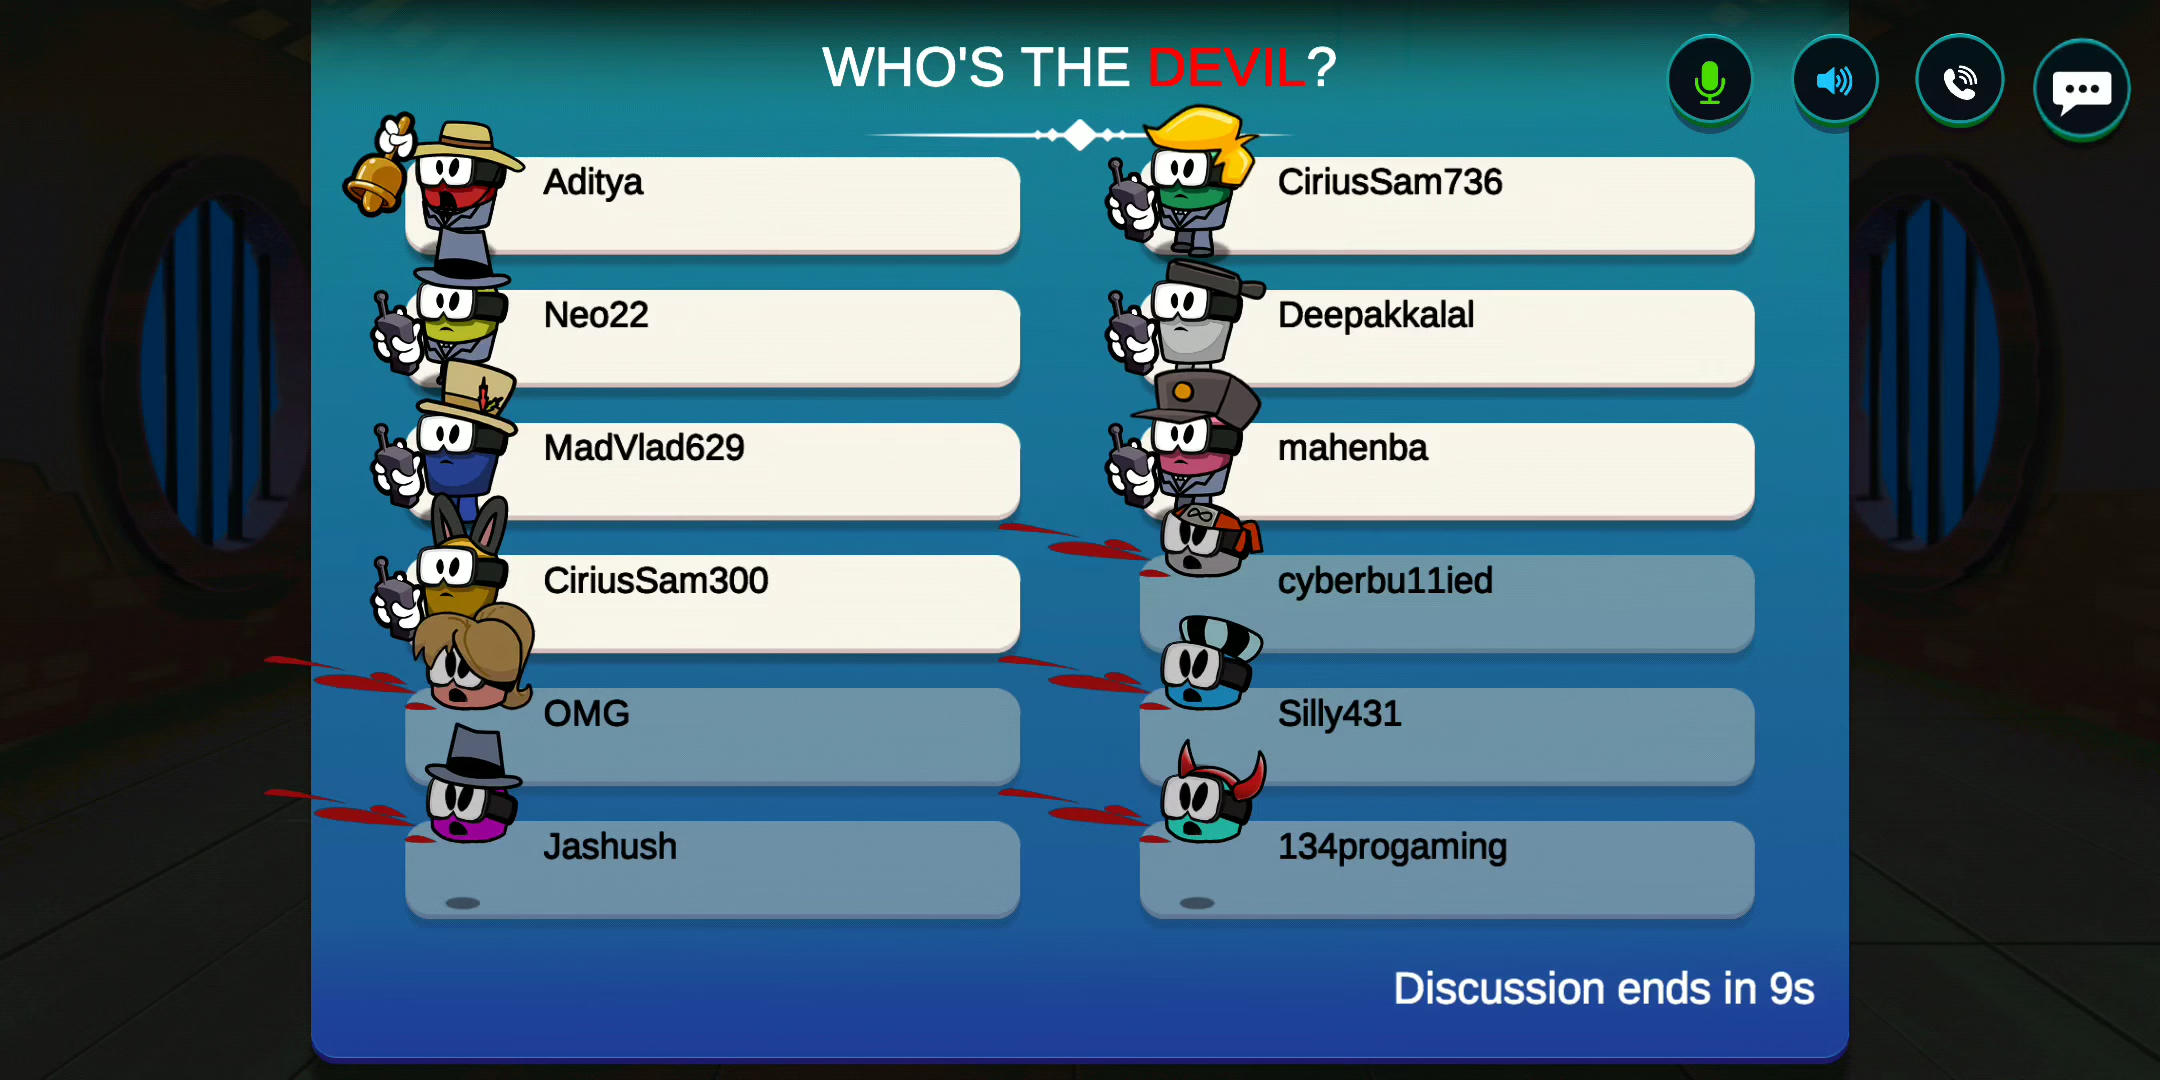 WHO'S THE DEVIL?
Aditya
CiriusSam736
Neo22
Deepakkalal
MadVlad629
mahenba
CiriusSam300
cyberbu11ied
OMG
Silly431
Jashush
134progaming
Discussion ends in 9s